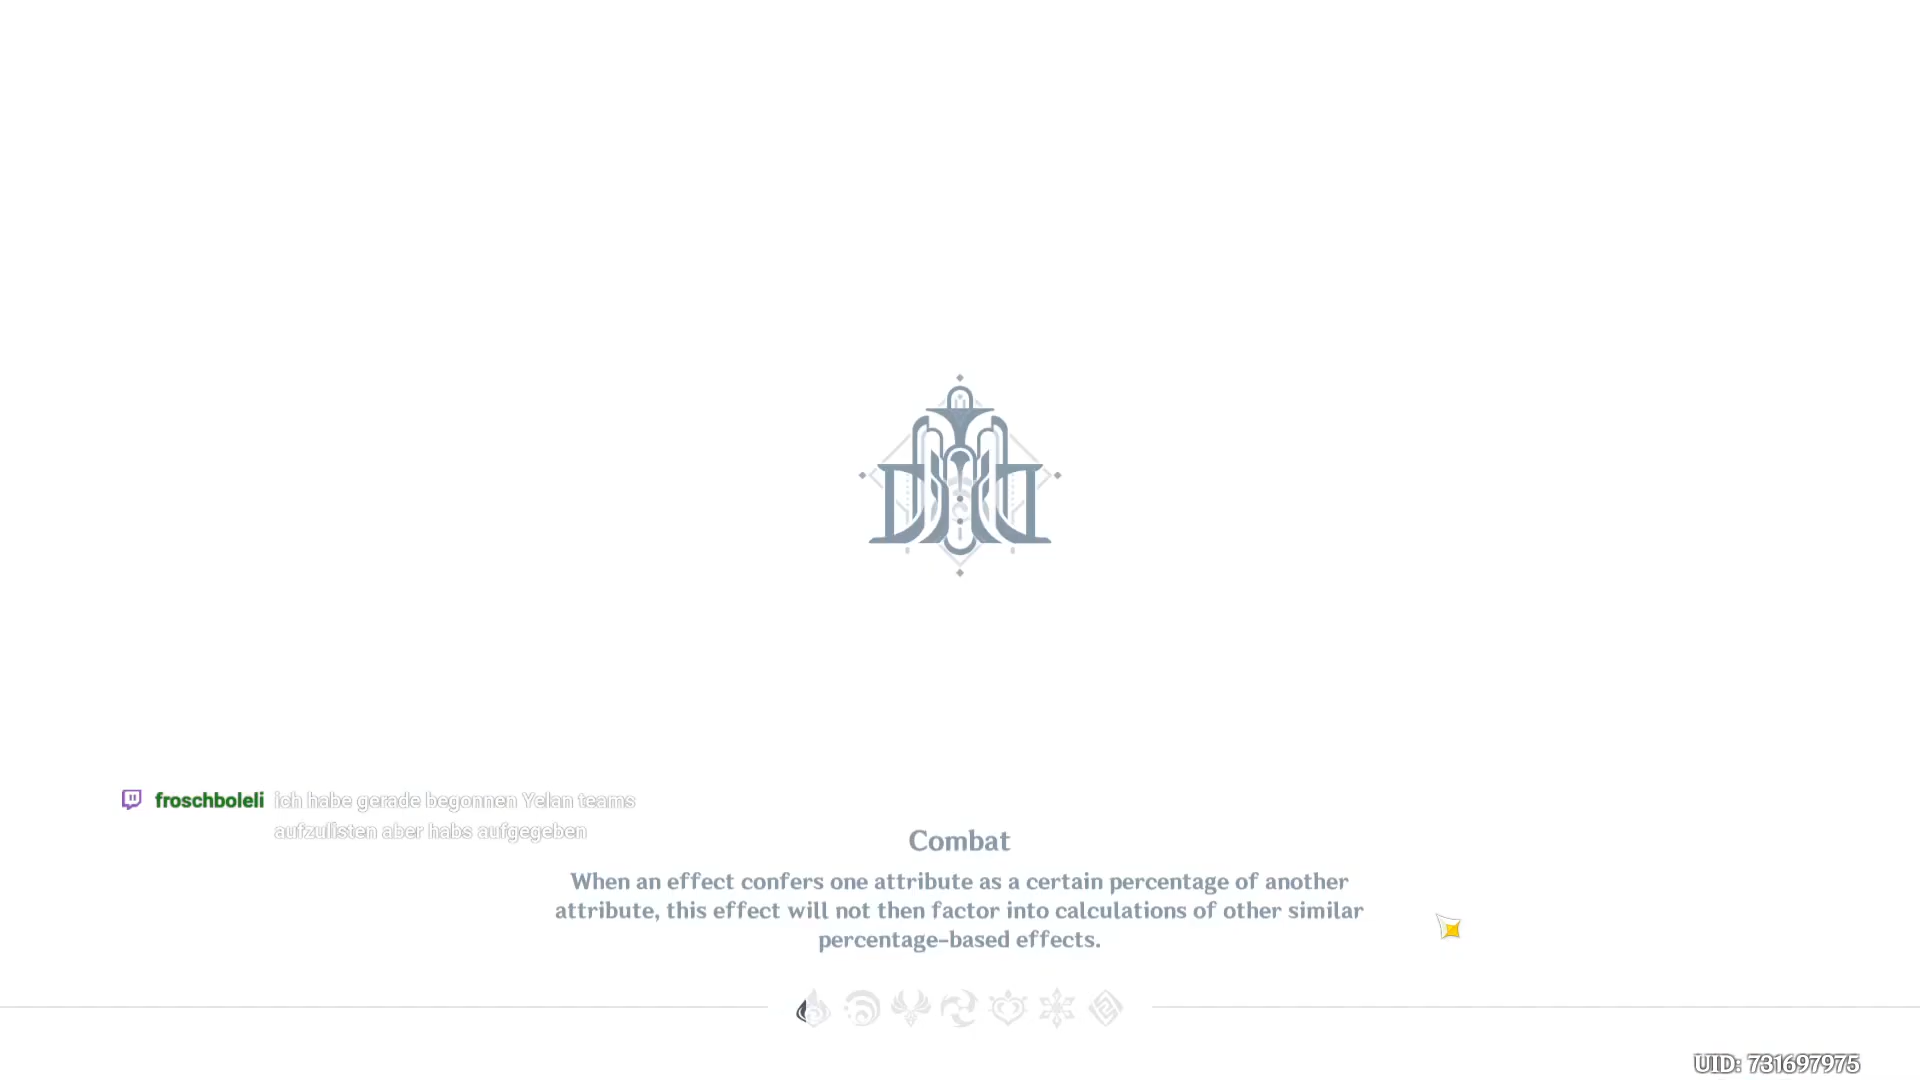 froschboleli ich habe gerade begonnen Yelan teams
aufzulisten aber habs aufgegeben
Combat
When an effect confers one attribute as a certain percentage of another
attribute, this effect will not then factor into calculations of other similar
percentage-based effects.
UID: 731697975